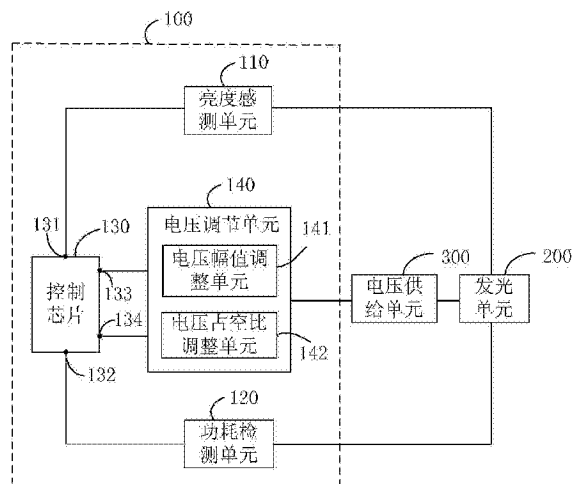 100
110
亮度感
测单元
140
131
130
电压调节单元
141
电压幅值调
整单元
300
200
控制
芯片
133
电压供
给单元
发光
单元
134
电压占空比
调整单元
132
142
120
功耗检
测单元